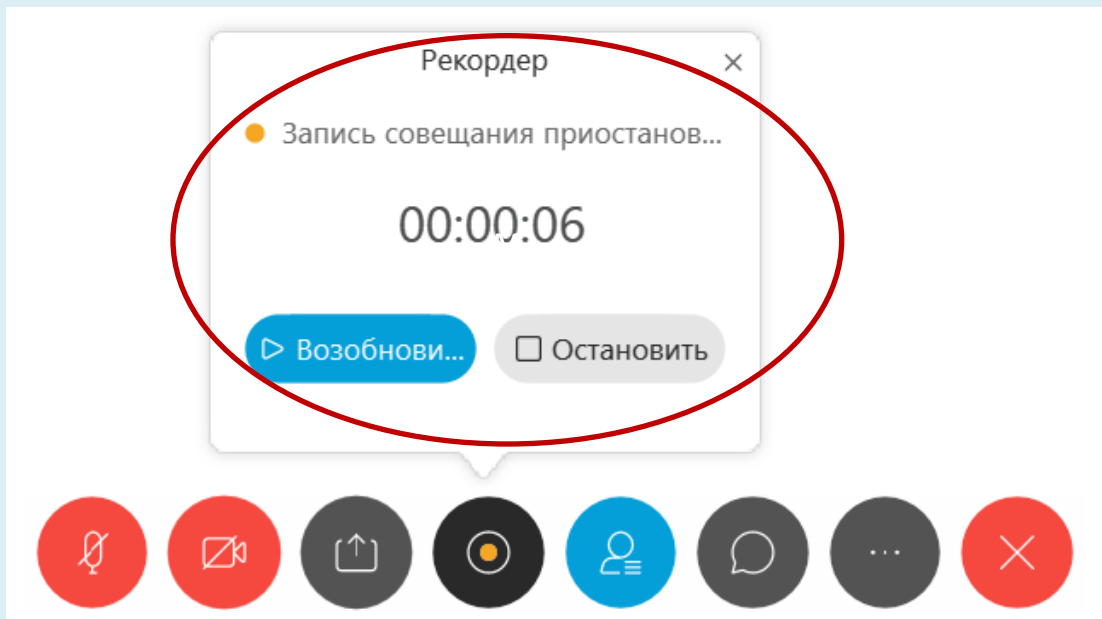 Рекордер
Запись совещания приостанов...
00:00:06
Возобнови...
Остановить